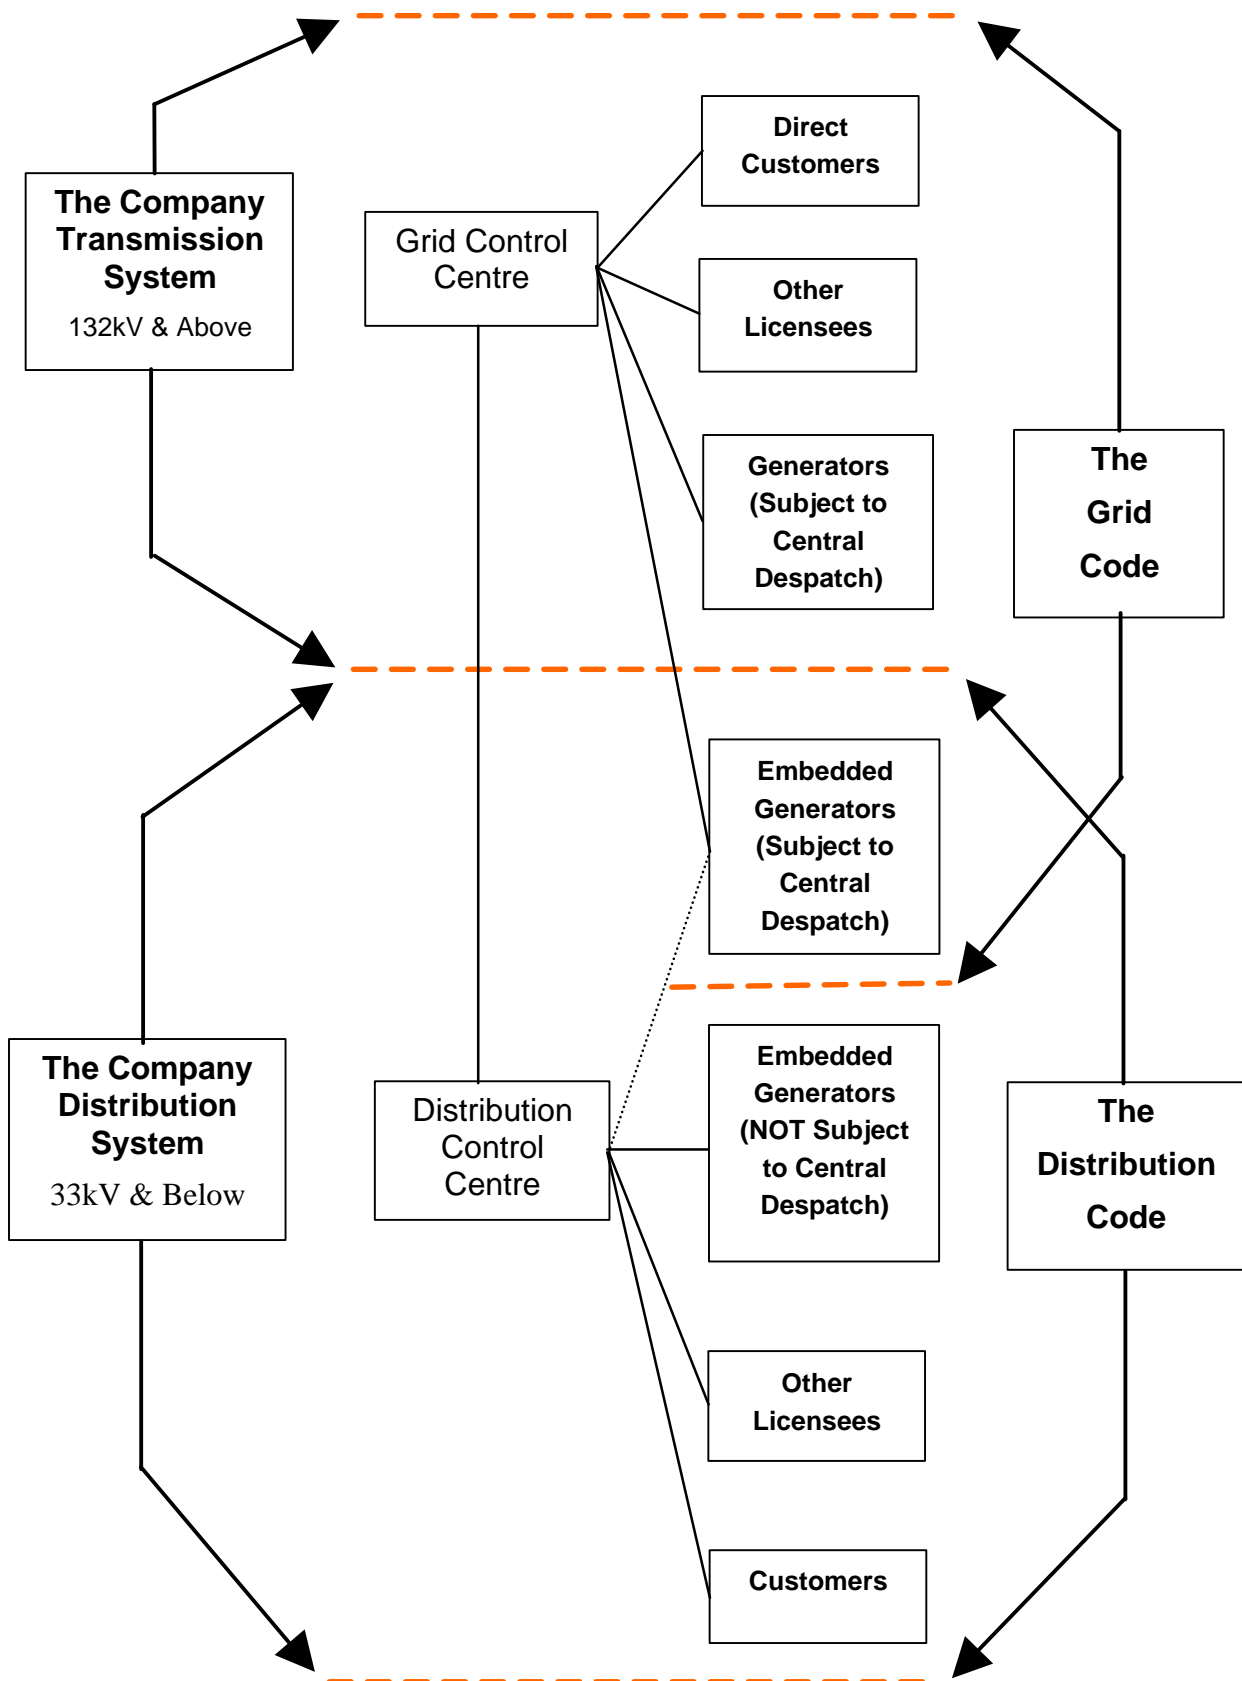 Direct
Customers
The Company
Transmission
System
132kV & Above
Grid Control
Centre
Other
Licensees
Generators
(Subject to
Central
Despatch)
The
Grid
Code
Embedded
Generators
(Subject to
Central
Despatch)
The Company
Distribution
System
33kV & Below
Distribution
Control
Centre
Embedded
Generators
(NOT Subject
to Central
Despatch)
The
Distribution
Code
Other
Licensees
Customers